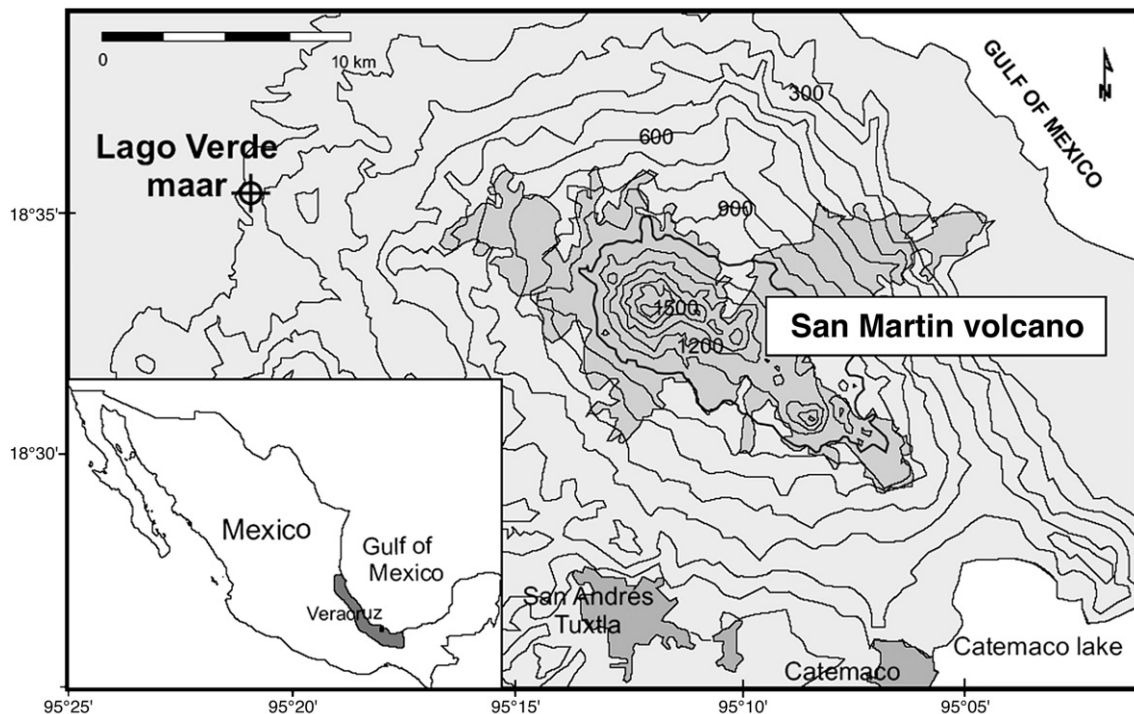 0
10 km
GULF OF MEXICO
N
300
600
Lago Verde
maar
900
18°35'
1500
San Martin volcano
1200
18°30'
Mexico
Gulf of
Mexico
Veracruz
San Andrés
Tuxtla
Catemaco lake
Catemaco
95°25'
95°20'
95°15'
95°10'
95°05'